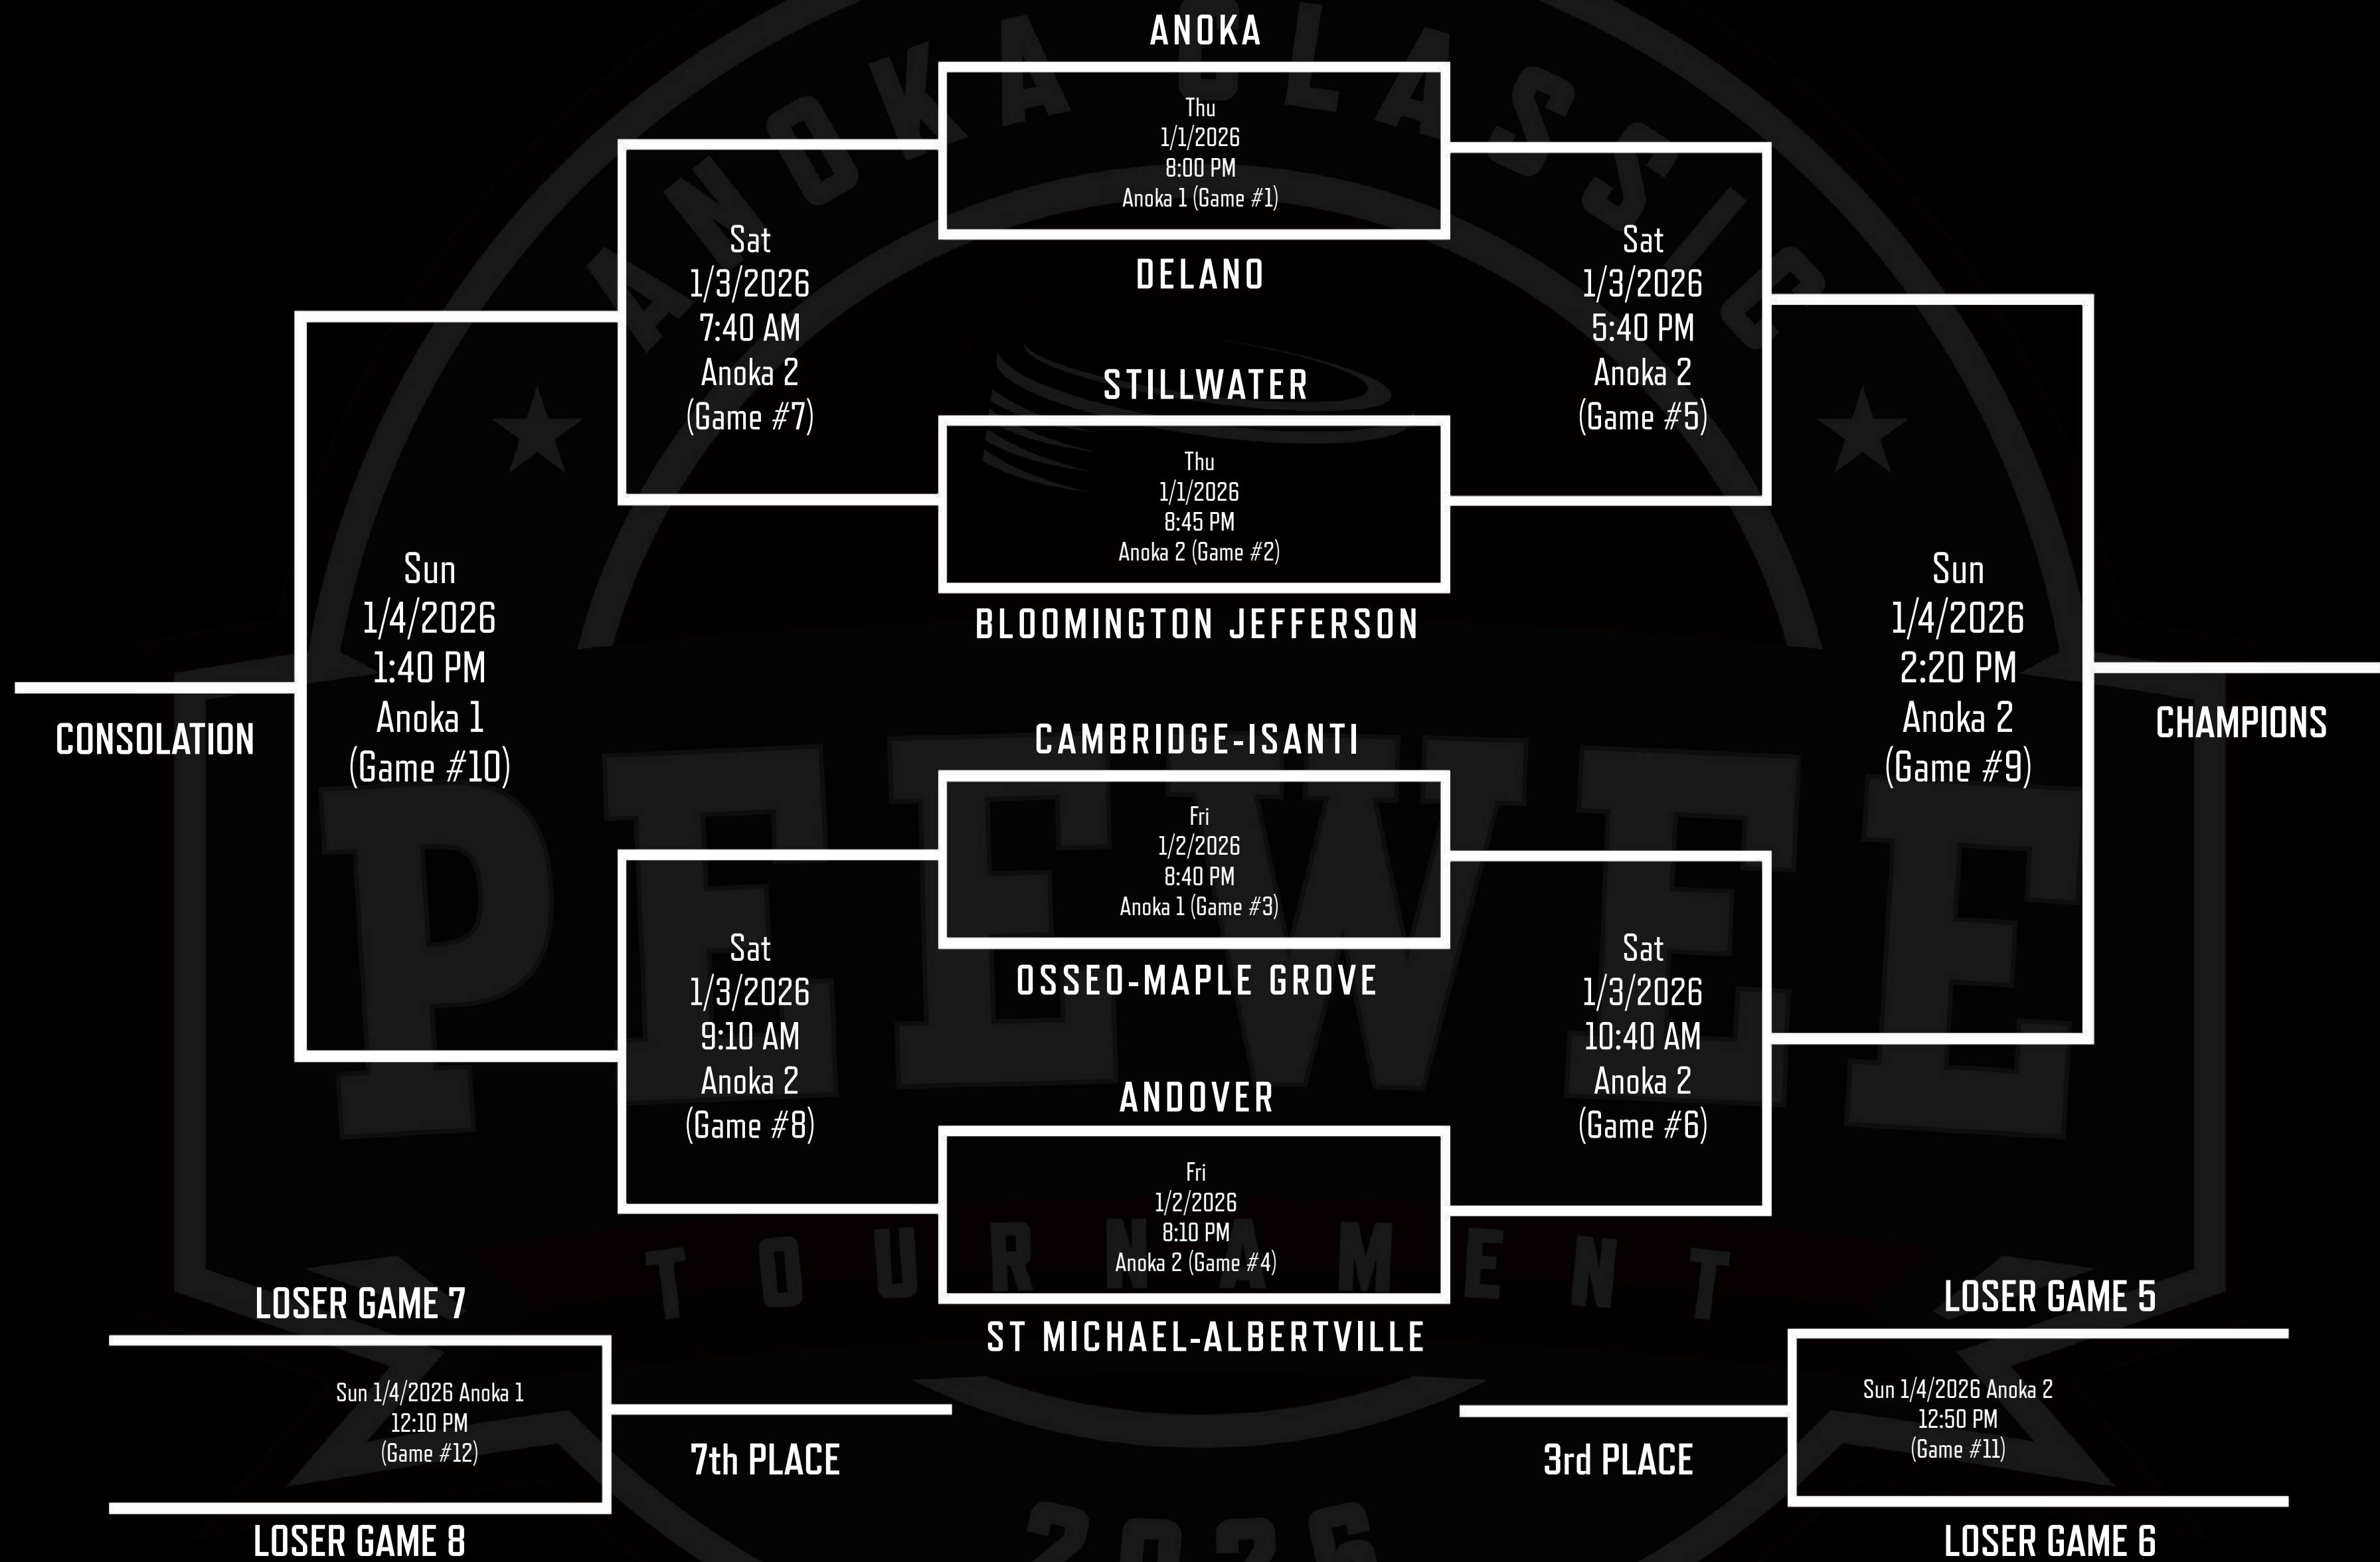 ANOKA CLASSIC
PEEWEE
TOURNAMENT
2026
ANOKA
Thu
1/1/2026
8:00 PM
Anoka 1 (Game #1)
DELANO
Sat
1/3/2026
7:40 AM
Anoka 2
(Game #7)
Sat
1/3/2026
5:40 PM
Anoka 2
(Game #5)
STILLWATER
Thu
1/1/2026
8:45 PM
Anoka 2 (Game #2)
BLOOMINGTON JEFFERSON
Sun
1/4/2026
1:40 PM
Anoka 1
(Game #10)
CONSOLATION
Sun
1/4/2026
2:20 PM
Anoka 2
(Game #9)
CHAMPIONS
CAMBRIDGE-ISANTI
Fri
1/2/2026
8:40 PM
Anoka 1 (Game #3)
OSSEO-MAPLE GROVE
Sat
1/3/2026
9:10 AM
Anoka 2
(Game #8)
Sat
1/3/2026
10:40 AM
Anoka 2
(Game #6)
ANDOVER
Fri
1/2/2026
8:10 PM
Anoka 2 (Game #4)
ST MICHAEL-ALBERTVILLE
LOSER GAME 7
Sun 1/4/2026 Anoka 1
12:10 PM
(Game #12)
LOSER GAME 8
7th PLACE
3rd PLACE
LOSER GAME 5
Sun 1/4/2026 Anoka 2
12:50 PM
(Game #11)
LOSER GAME 6